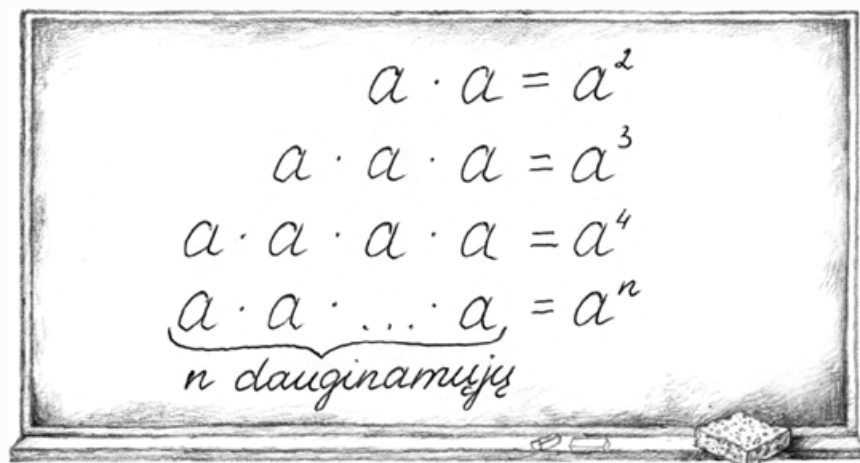 a · a = a²
a · a · a = a³
a · a · a · a = a⁴
a · a · ... · a = aⁿ
n dauginamųjų